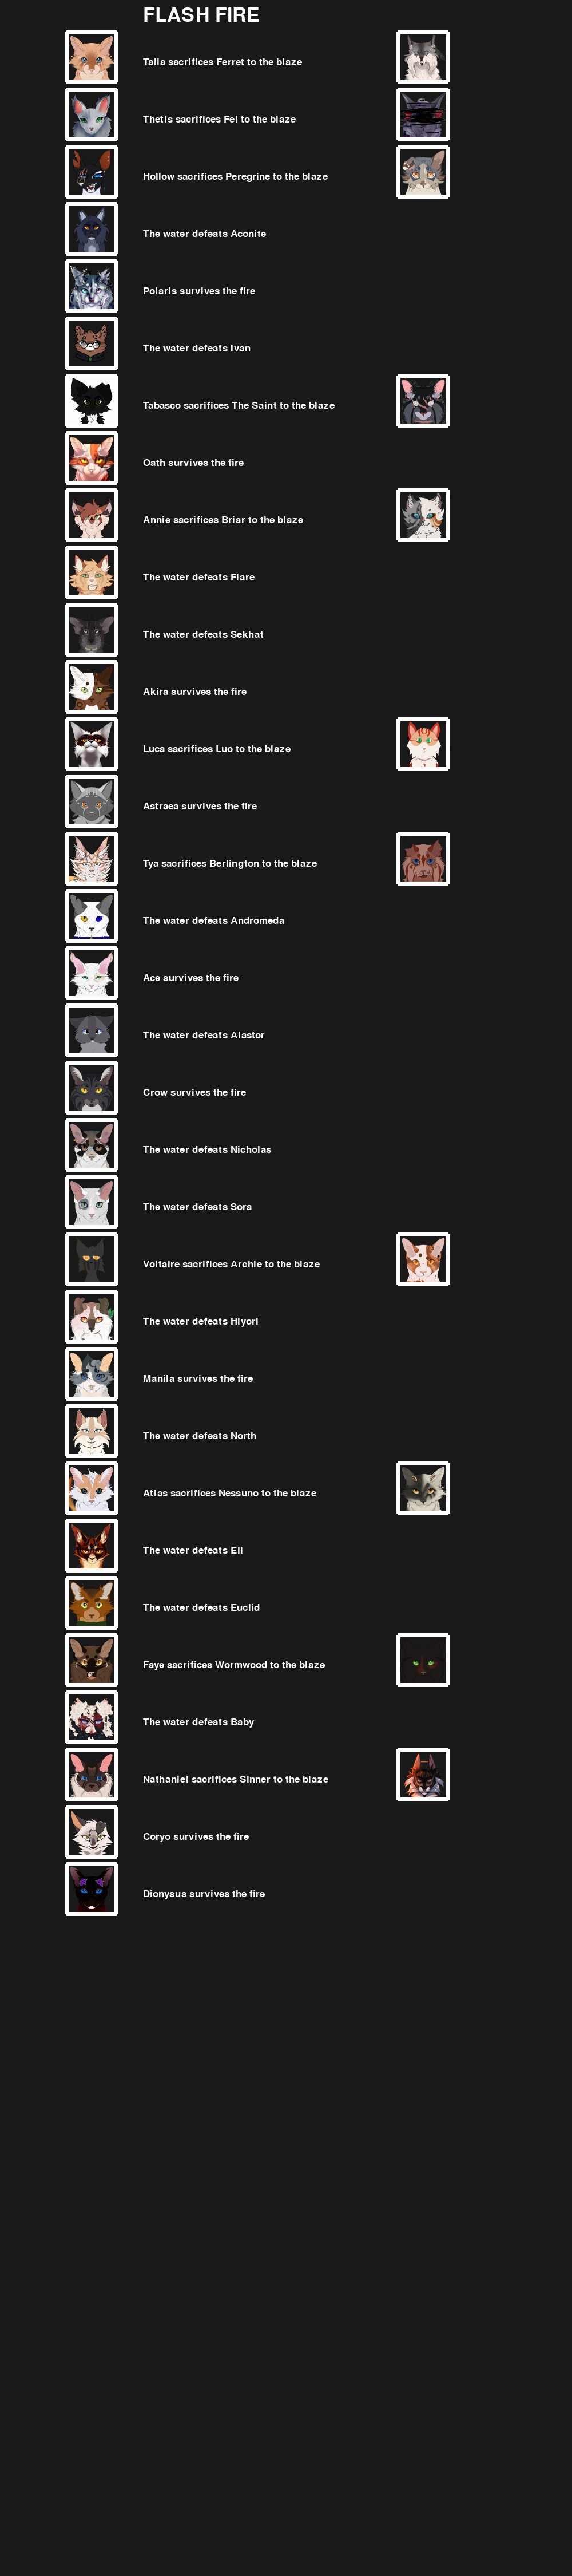 FLASH FIRE
Talia sacrifices Ferret to the blaze
Thetis sacrifices Fel to the blaze
Hollow sacrifices Peregrine to the blaze
The water defeats Aconite
Polaris survives the fire
The water defeats Ivan
Tabasco sacrifices The Saint to the blaze
Oath survives the fire
Annie sacrifices Briar to the blaze
The water defeats Flare
The water defeats Sekhat
Akira survives the fire
Luca sacrifices Luo to the blaze
Astraea survives the fire
Tya sacrifices Berlington to the blaze
The water defeats Andromeda
Ace survives the fire
The water defeats Alastor
Crow survives the fire
The water defeats Nicholas
The water defeats Sora
Voltaire sacrifices Archie to the blaze
The water defeats Hiyori
Manila survives the fire
The water defeats North
Atlas sacrifices Nessuno to the blaze
The water defeats Eli
The water defeats Euclid
Faye sacrifices Wormwood to the blaze
The water defeats Baby
Nathaniel sacrifices Sinner to the blaze
Coryo survives the fire
Dionysus survives the fire